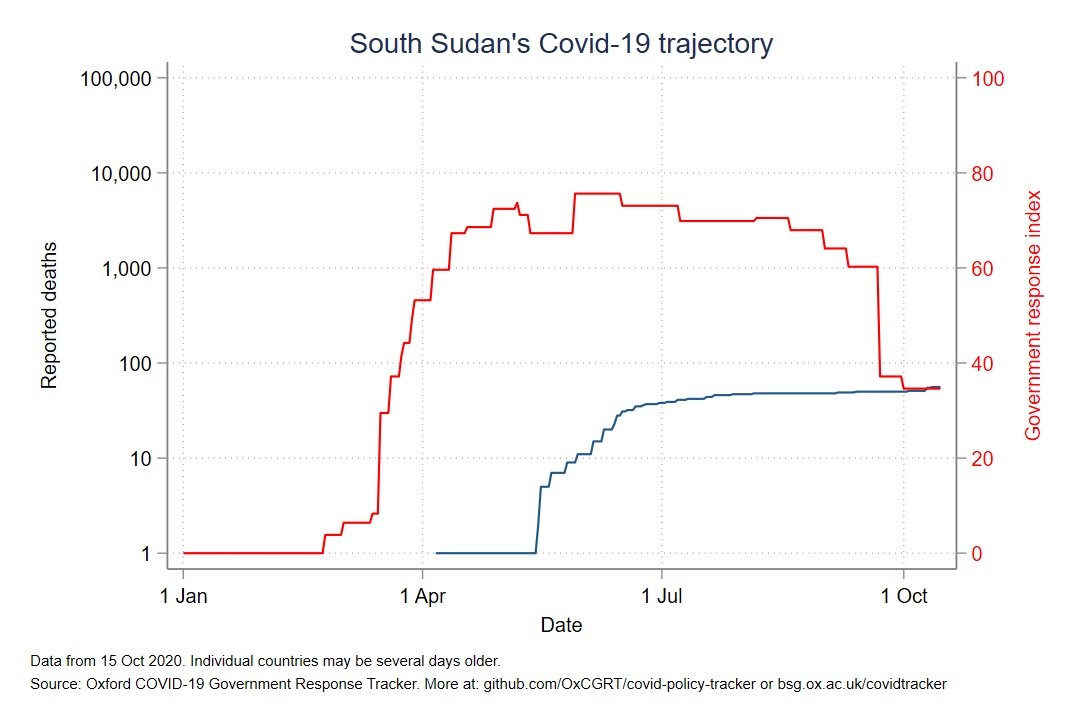 South Sudan's Covid-19 trajectory
100,000
10,000
1,000
100
10
1
Reported deaths
100
80
60
40
20
0
Government response index
1 Jan
1 Apr
1 Jul
1 Oct
Date
Data from 15 Oct 2020. Individual countries may be several days older.
Source: Oxford COVID-19 Government Response Tracker. More at: github.com/OxCGRT/covid-policy-tracker or bsg.ox.ac.uk/covidtracker